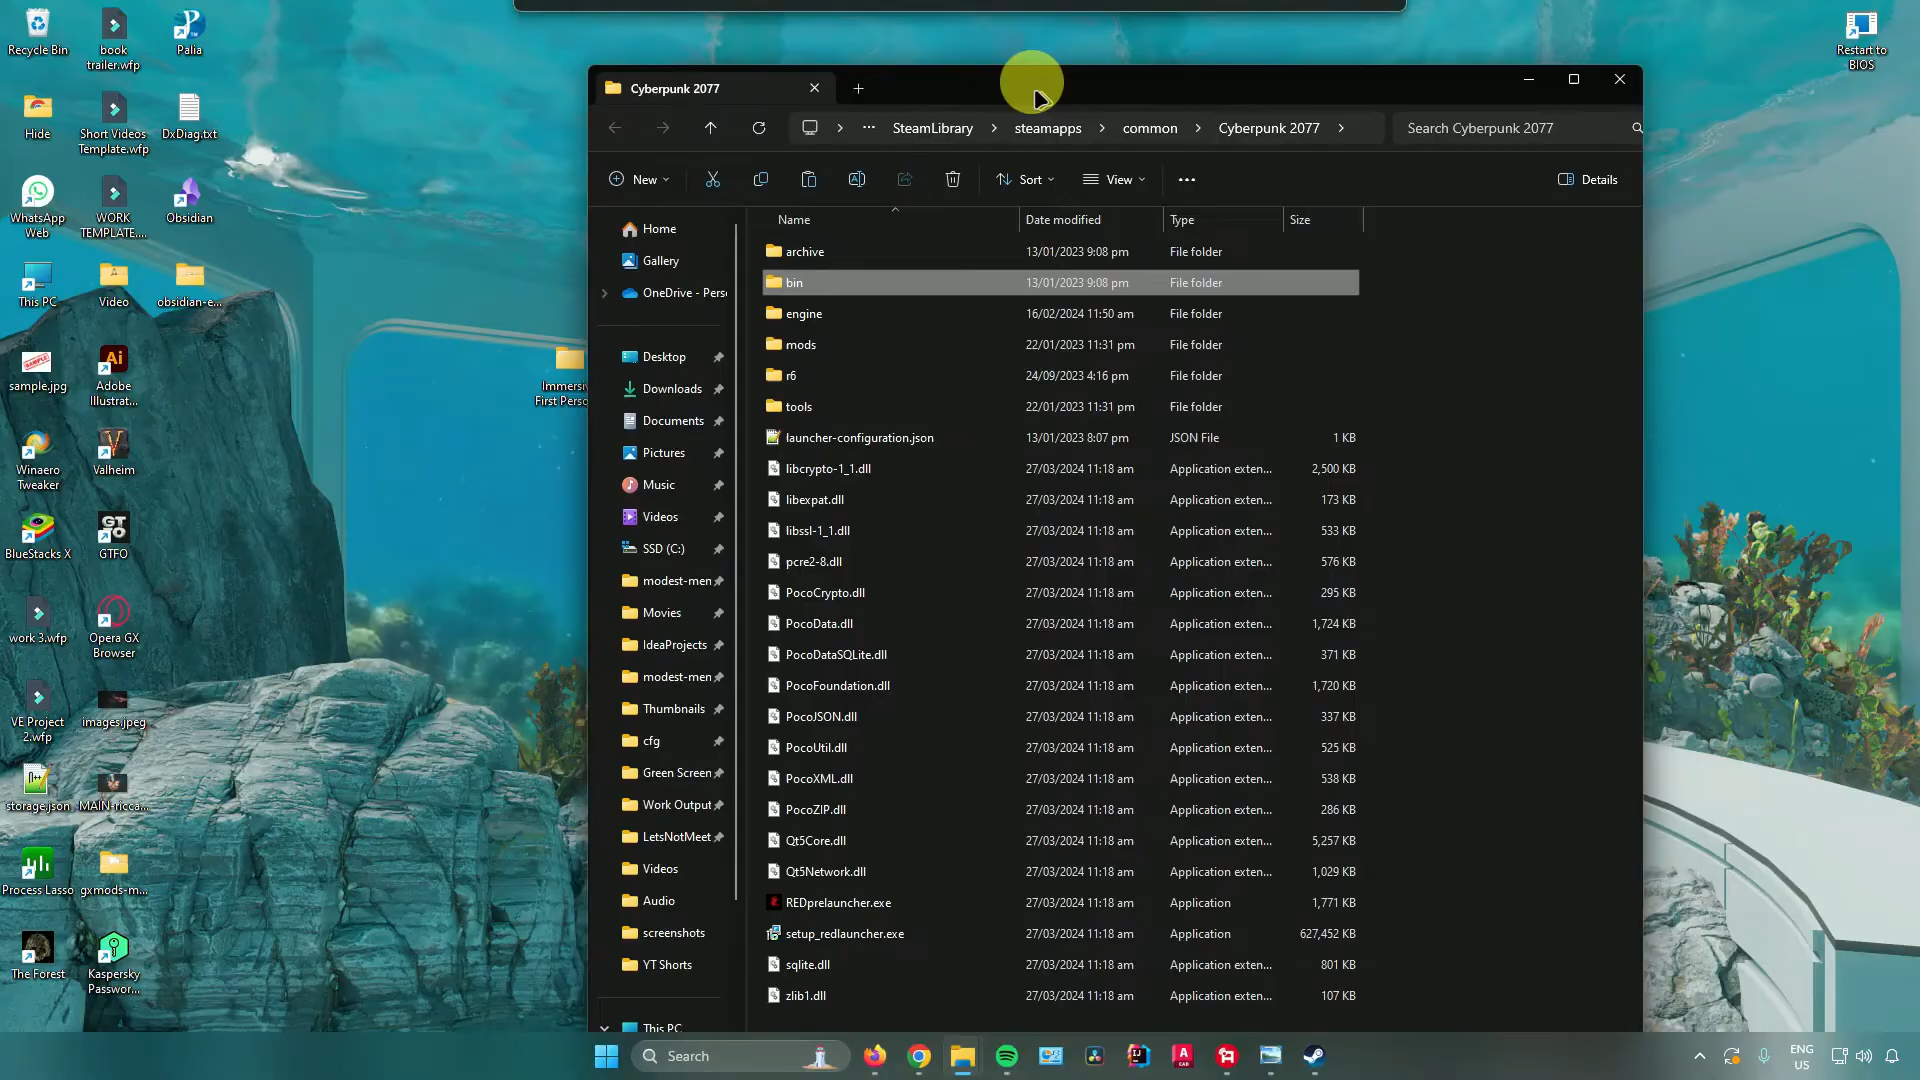 Recycle Bin
book
trailer.wfp
Palia
Restart to
BIOS
Hide
Short Videos
Template.wfp
DxDiag.txt
WhatsApp
Web
WORK
TEMPLATE....
Obsidian
This PC
Video
obsidian-e...
sample.jpg
Adobe
Illustrat...
Immersi
First Perso
Winaero
Tweaker
Valheim
BlueStacks X
GTFO
work 3.wfp
Opera GX
Browser
VE Project
2.wfp
images.jpeg
storage.json
MAIN-ricca...
Process Lasso
gxmods-m...
The Forest
Kaspersky
Passwor...
Cyberpunk 2077
SteamLibrary
steamapps
common
Cyberpunk 2077
Search Cyberpunk 2077
New
Sort
View
Details
Home
Gallery
OneDrive - Perso
Desktop
Downloads
Documents
Pictures
Music
Videos
SSD (C:)
modest-men
Movies
IdeaProjects
modest-men
Thumbnails
cfg
Green Screen
Work Output
LetsNotMeet
Videos
Audio
screenshots
YT Shorts
This PC
Name Date modified Type Size
archive 13/01/2023 9:08 pm File folder
bin 13/01/2023 9:08 pm File folder
engine 16/02/2024 11:50 am File folder
mods 22/01/2023 11:31 pm File folder
r6 24/09/2023 4:16 pm File folder
tools 22/01/2023 11:31 pm File folder
launcher-configuration.json 13/01/2023 8:07 pm JSON File 1 KB
libcrypto-1_1.dll 27/03/2024 11:18 am Application exten... 2,500 KB
libexpat.dll 27/03/2024 11:18 am Application exten... 173 KB
libssl-1_1.dll 27/03/2024 11:18 am Application exten... 533 KB
pcre2-8.dll 27/03/2024 11:18 am Application exten... 576 KB
PocoCrypto.dll 27/03/2024 11:18 am Application exten... 295 KB
PocoData.dll 27/03/2024 11:18 am Application exten... 1,724 KB
PocoDataSQLite.dll 27/03/2024 11:18 am Application exten... 371 KB
PocoFoundation.dll 27/03/2024 11:18 am Application exten... 1,720 KB
PocoJSON.dll 27/03/2024 11:18 am Application exten... 337 KB
PocoUtil.dll 27/03/2024 11:18 am Application exten... 525 KB
PocoXML.dll 27/03/2024 11:18 am Application exten... 538 KB
PocoZIP.dll 27/03/2024 11:18 am Application exten... 286 KB
Qt5Core.dll 27/03/2024 11:18 am Application exten... 5,257 KB
Qt5Network.dll 27/03/2024 11:18 am Application exten... 1,029 KB
REDprelauncher.exe 27/03/2024 11:18 am Application 1,771 KB
setup_redlauncher.exe 27/03/2024 11:18 am Application 627,452 KB
sqlite.dll 27/03/2024 11:18 am Application exten... 801 KB
zlib1.dll 27/03/2024 11:18 am Application exten... 107 KB
Search
ENG
US